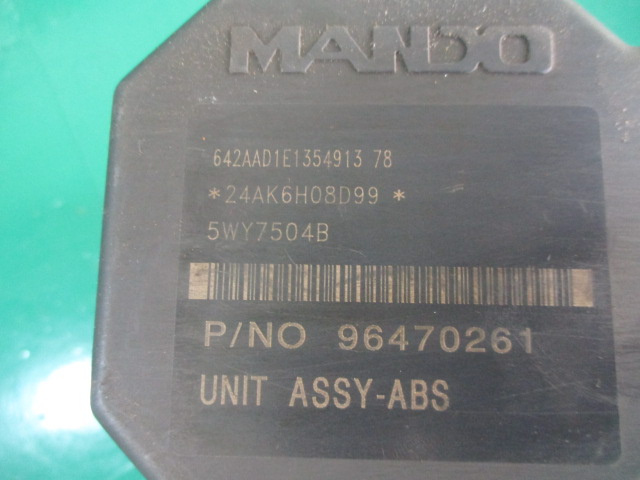 MANDO
642AAD1E1354913 78
*24AK6H08D99 *
5WY7504B
P/NO 96470261
UNIT ASSY-ABS